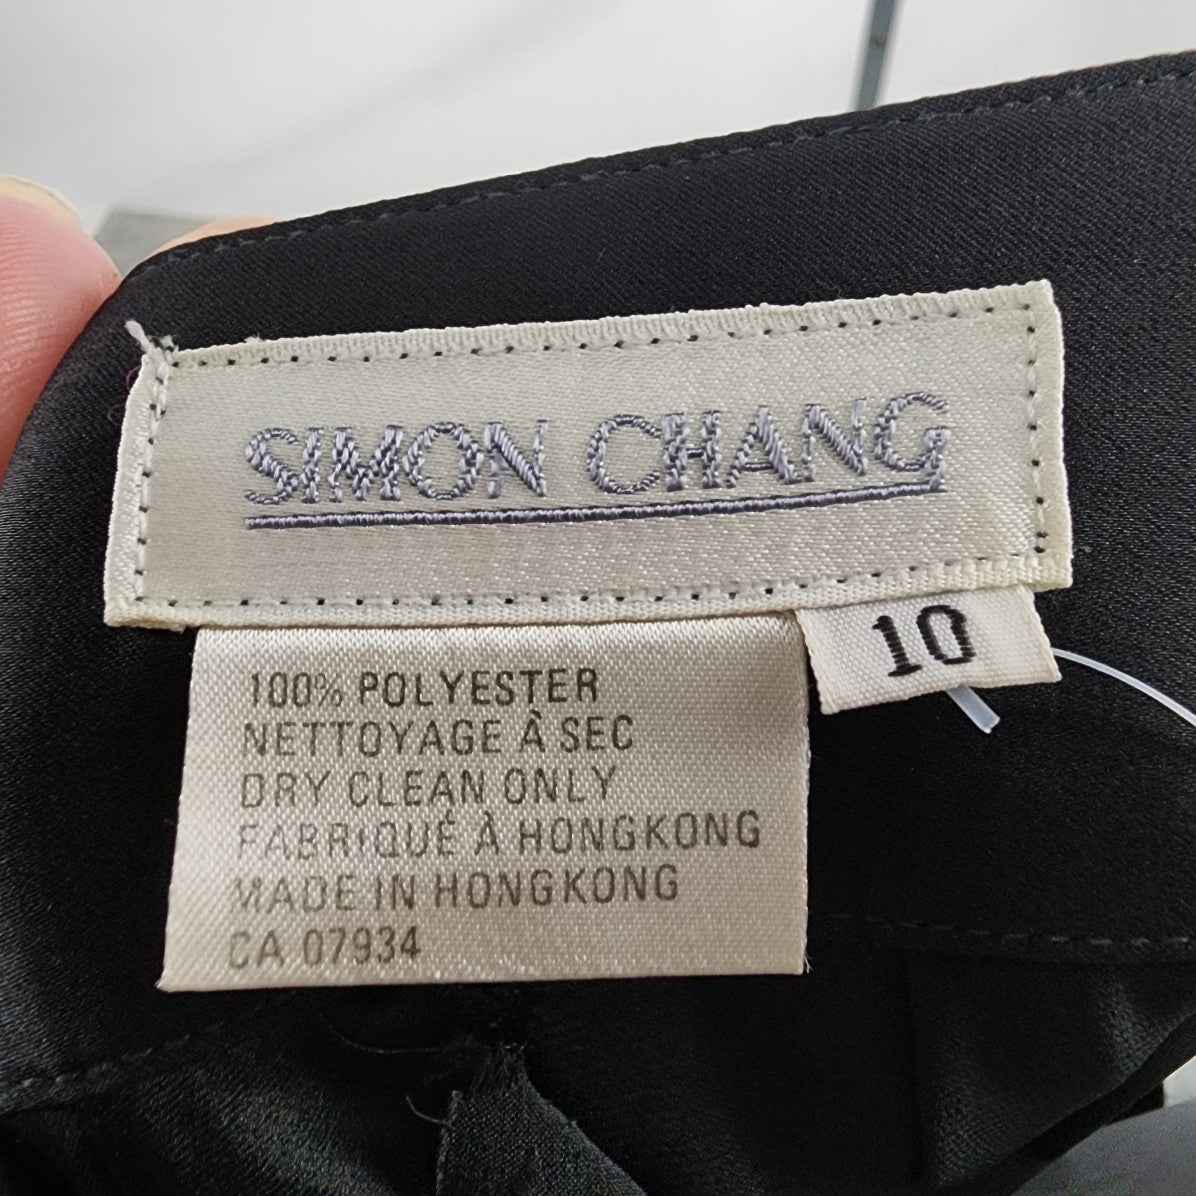 SIMON CHANG
10
100% POLYESTER
NETTOYAGE À SEC
DRY CLEAN ONLY
FABRIQUÉ À HONGKONG
MADE IN HONGKONG
CA 07934